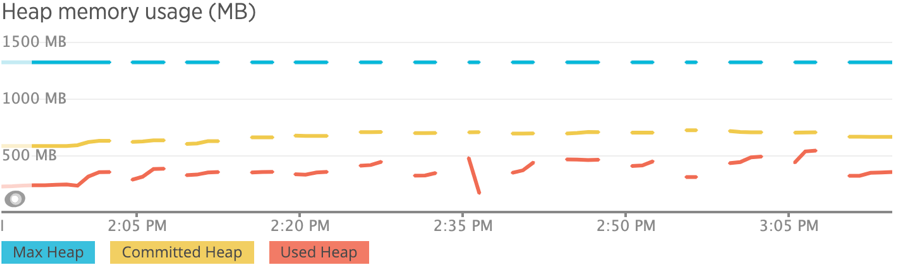 Heap memory usage (MB)
1500 MB
1000 MB
500 MB
2:05 PM 2:20 PM 2:35 PM 2:50 PM 3:05 PM
Max Heap Committed Heap Used Heap